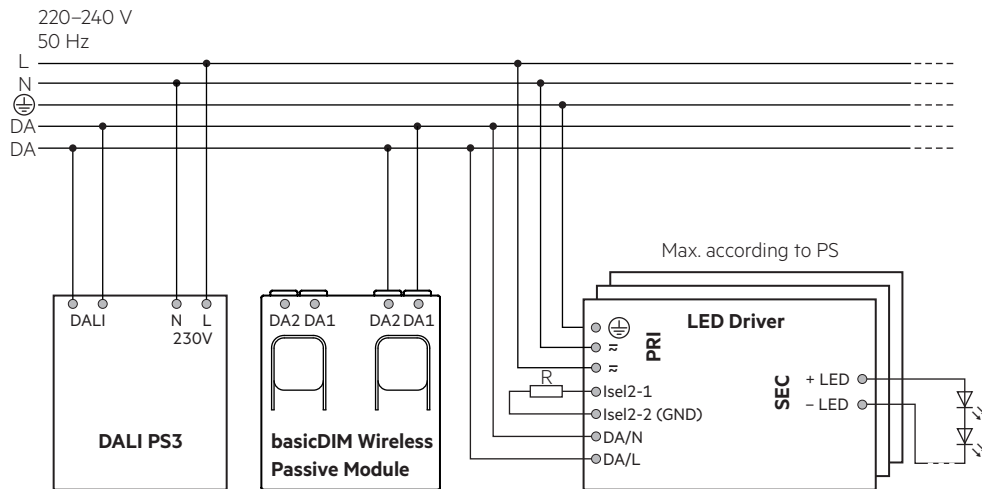 220–240 V
50 Hz
L
N
DA
DA
Max. according to PS
DALI
N L
230V
DALI PS3
DA2 DA1
DA2 DA1
basicDIM Wireless
Passive Module
LED Driver
PRI
R
Isel2-1
Isel2-2 (GND)
DA/N
DA/L
SEC
+ LED
– LED